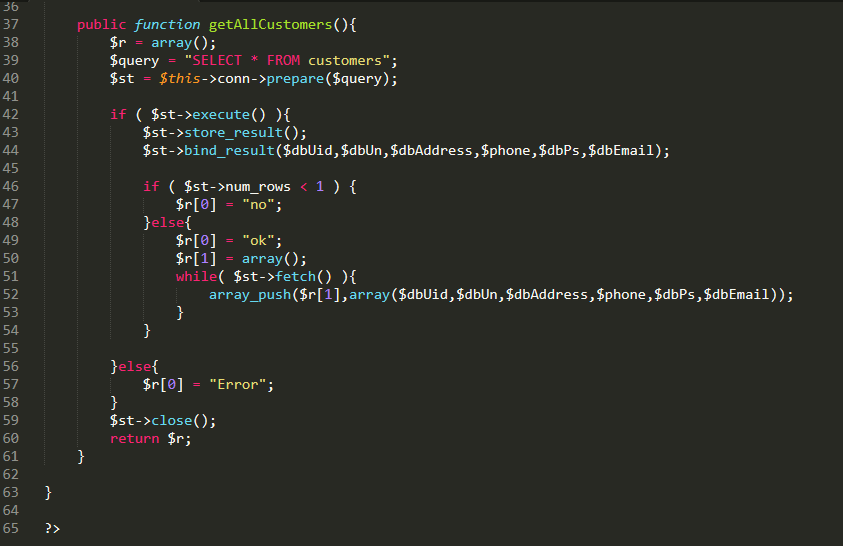 36
37 public function getAllCustomers(){
38 $r = array();
39 $query = "SELECT * FROM customers";
40 $st = $this->conn->prepare($query);
41
42 if ( $st->execute() ){
43 $st->store_result();
44 $st->bind_result($dbUid,$dbUn,$dbAddress,$phone,$dbPs,$dbEmail);
45
46 if ( $st->num_rows < 1 ) {
47 $r[0] = "no";
48 }else{
49 $r[0] = "ok";
50 $r[1] = array();
51 while( $st->fetch() ){
52 array_push($r[1],array($dbUid,$dbUn,$dbAddress,$phone,$dbPs,$dbEmail));
53 }
54 }
55
56 }else{
57 $r[0] = "Error";
58 }
59 $st->close();
60 return $r;
61 }
62
63 }
64
65 ?>